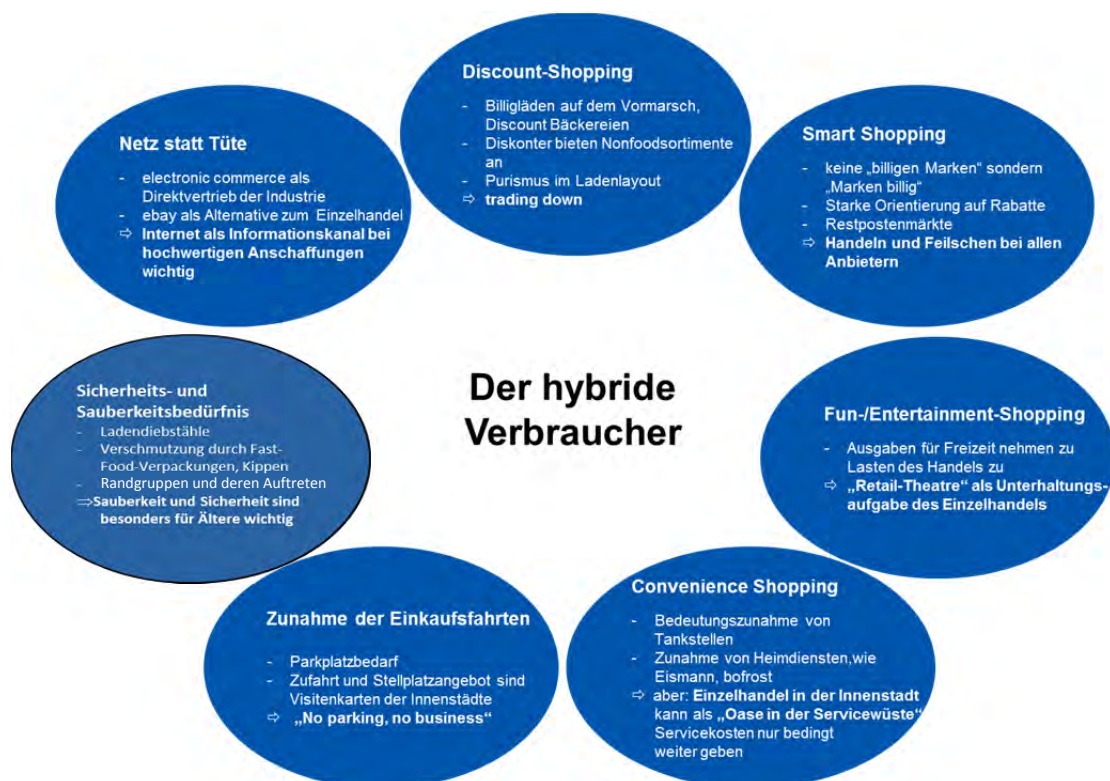 Discount-Shopping
- Billigläden auf dem Vormarsch,
Discount Bäckereien
- Diskonter bieten Nonfoodsortimente
an
- Purismus im Ladenlayout
⇨ trading down
Smart Shopping
- keine „billigen Marken“ sondern
„Marken billig“
- Starke Orientierung auf Rabatte
- Restpostenmärkte
⇨ Handeln und Feilschen bei allen
Anbietern
Netz statt Tüte
- electronic commerce als
Direktvertrieb der Industrie
- ebay als Alternative zum Einzelhandel
⇨ Internet als Informationskanal bei
hochwertigen Anschaffungen
wichtig
Der hybride
Verbraucher
Fun-/Entertainment-Shopping
- Ausgaben für Freizeit nehmen zu
Lasten des Handels zu
⇨ „Retail-Theatre“ als Unterhaltungs-
aufgabe des Einzelhandels
Sicherheits- und
Sauberkeitsbedürfnis
- Ladendiebstähle
- Verschmutzung durch Fast-
Food-Verpackungen, Kippen
- Randgruppen und deren Auftreten
⇒Sauberkeit und Sicherheit sind
besonders für Ältere wichtig
Convenience Shopping
- Bedeutungszunahme von
Tankstellen
- Zunahme von Heimdiensten,wie
Eismann, bofrost
⇨ aber: Einzelhandel in der Innenstadt
kann als „Oase in der Servicewüste“
Servicekosten nur bedingt
weiter geben
Zunahme der Einkaufsfahrten
- Parkplatzbedarf
- Zufahrt und Stellplatzangebot sind
Visitenkarten der Innenstädte
⇨ „No parking, no business“